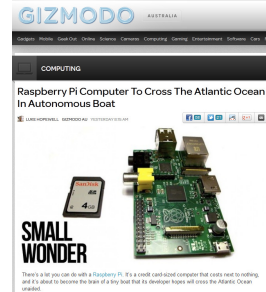 GIZMODO AUSTRALIA
Gadgets Mobile Geek Out Online Science Cameras Computing Gaming Entertainment Software Cars
COMPUTING
Raspberry Pi Computer To Cross The Atlantic Ocean
In Autonomous Boat
LUKE HOPEWELL GIZMODO AU YESTERDAY
SanDisk
4GB
SMALL
WONDER
There's a lot you can do with a Raspberry Pi. It's a credit card-sized computer that costs next to nothing,
and it's about to become the brain of a tiny boat that its developer hopes will cross the Atlantic Ocean
unaided.